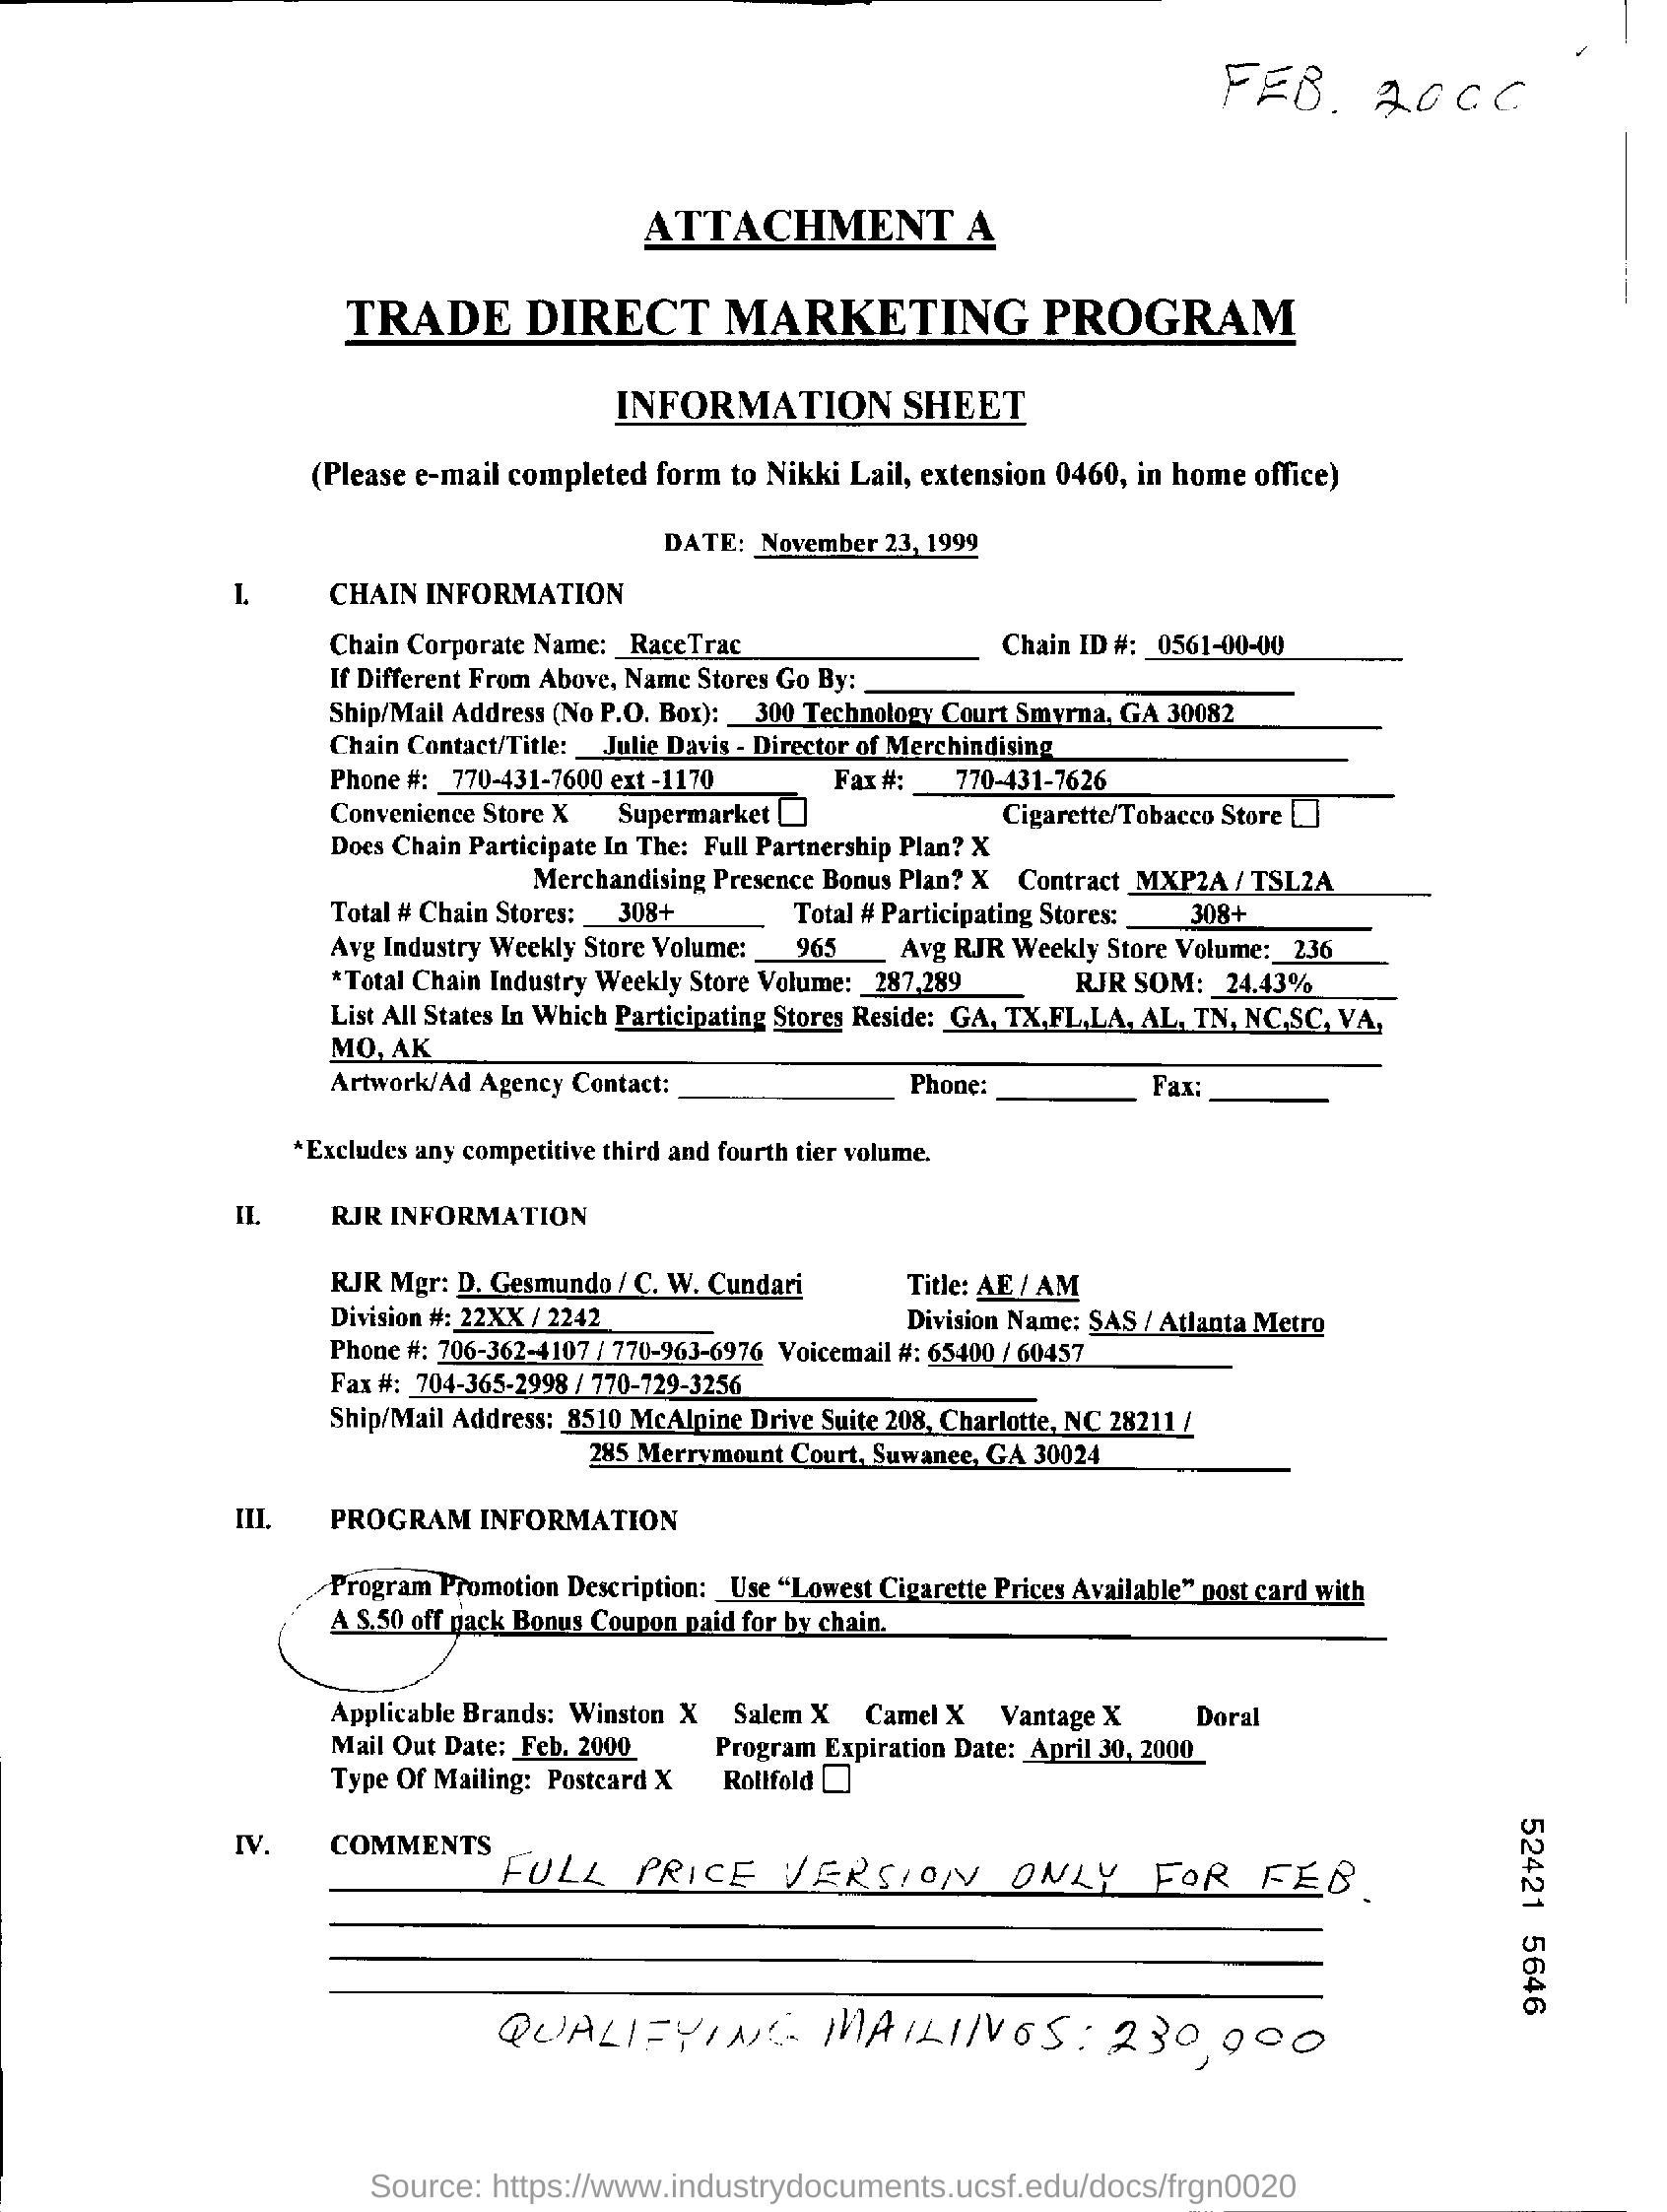 FEB. 2000
ATTACHMENT A
TRADE DIRECT MARKETING PROGRAM
INFORMATION SHEET
(Please e-mail completed form to Nikki Lail, extension 0460, in home office)
DATE: November 23, 1999
I. CHAIN INFORMATION
Chain Corporate Name: RaceTrac Chain ID #: 0561-00-00
If Different From Above, Name Stores Go By:
Ship/Mail Address (No P.O. Box): 300 Technology Court Smyrna, GA 30082
Chain Contact/Title: Julie Davis - Director of Merchindising
Phone #: 770-431-7600 ext -1170 Fax #: 770-431-7626
Convenience Store X Supermarket ☐ Cigarette/Tobacco Store ☐
Does Chain Participate In The: Full Partnership Plan? X
Merchandising Presence Bonus Plan? X Contract MXP2A / TSL2A
Total # Chain Stores: 308+ Total # Participating Stores: 308+
Avg Industry Weekly Store Volume: 965 Avg RJR Weekly Store Volume: 236
*Total Chain Industry Weekly Store Volume: 287,289 RJR SOM: 24.43%
List All States In Which Participating Stores Reside: GA, TX,FL,LA, AL, TN, NC,SC, VA,
MO, AK
Artwork/Ad Agency Contact: Phone: Fax:
*Excludes any competitive third and fourth tier volume.
II. RJR INFORMATION
RJR Mgr: D. Gesmundo / C. W. Cundari Title: AE / AM
Division #: 22XX / 2242 Division Name: SAS / Atlanta Metro
Phone #: 706-362-4107 / 770-963-6976 Voicemail #: 65400 / 60457
Fax #: 704-365-2998 / 770-729-3256
Ship/Mail Address: 8510 McAlpine Drive Suite 208, Charlotte, NC 28211 /
285 Merrymount Court, Suwanee, GA 30024
III. PROGRAM INFORMATION
Program Promotion Description: Use “Lowest Cigarette Prices Available” post card with
A $.50 off pack Bonus Coupon paid for by chain.
Applicable Brands: Winston X Salem X Camel X Vantage X Doral
Mail Out Date: Feb. 2000 Program Expiration Date: April 30, 2000
Type Of Mailing: Postcard X Rollfold ☐
IV. COMMENTS
FULL PRICE VERSION ONLY FOR FEB.
QUALIFYING MAILINGS: 230,000
52421 5646
Source: https://www.industrydocuments.ucsf.edu/docs/frgn0020